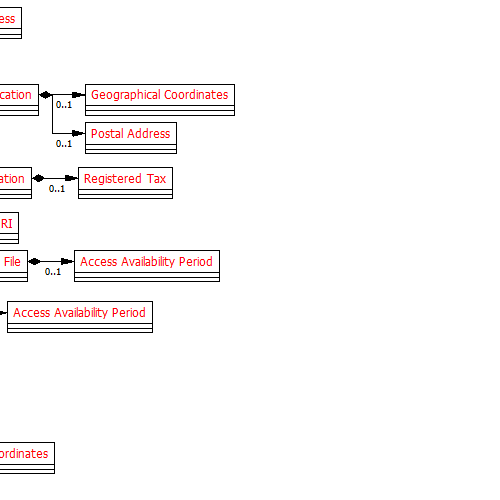 ess
cation
0..1
Geographical Coordinates
0..1
Postal Address
ation
0..1
Registered Tax
RI
File
0..1
Access Availability Period
Access Availability Period
ordinates